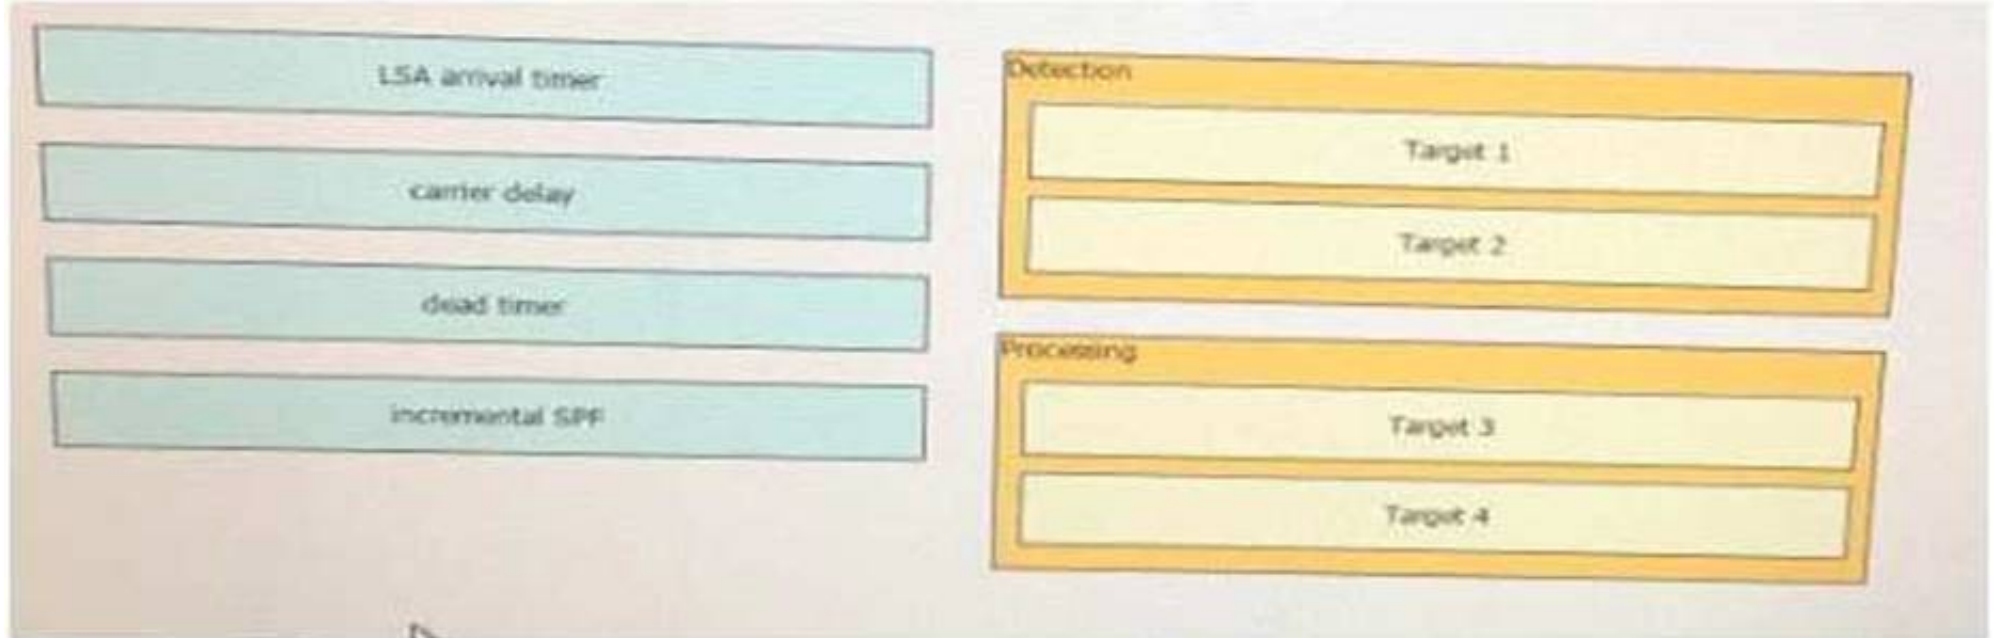 LSA arrival timer
carrier delay
dead timer
incremental SPF
Detection
Target 1
Target 2
Processing
Target 3
Target 4